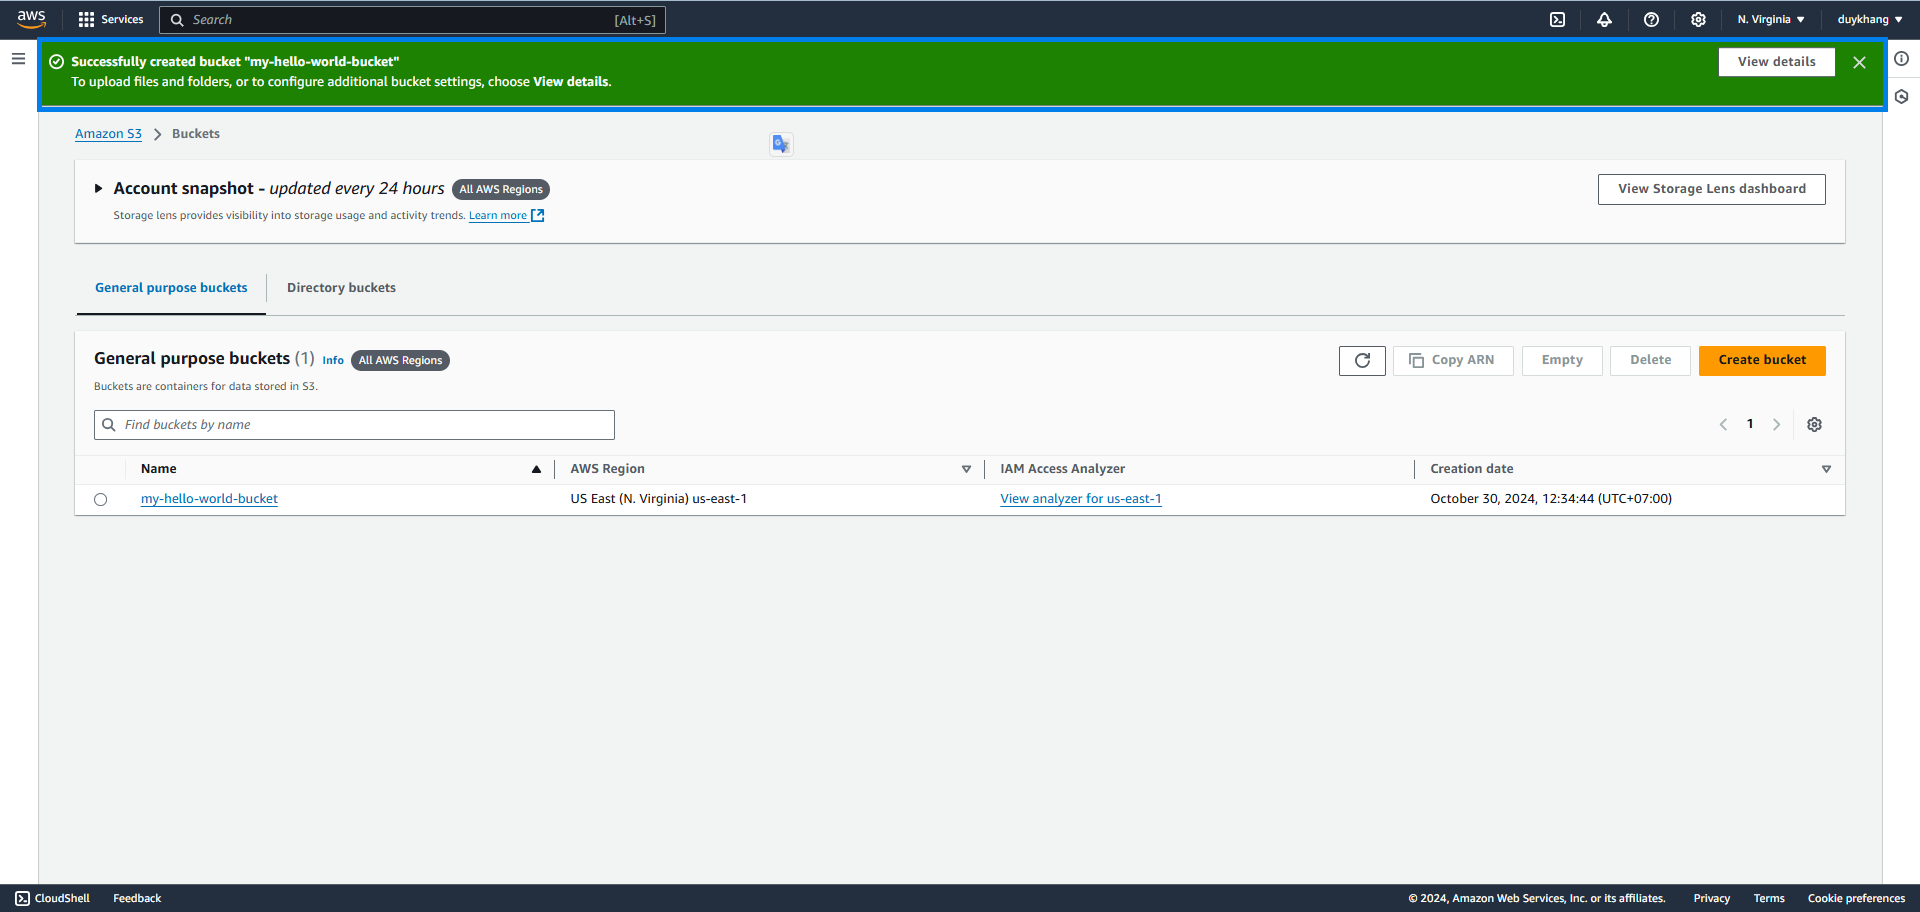 aws
Services
Search
[Alt+S]
N. Virginia
duykhang
Successfully created bucket "my-hello-world-bucket"
To upload files and folders, or to configure additional bucket settings, choose View details.
View details
Amazon S3
Buckets
Account snapshot - updated every 24 hours
All AWS Regions
Storage lens provides visibility into storage usage and activity trends. Learn more
View Storage Lens dashboard
General purpose buckets
Directory buckets
General purpose buckets (1)
Info
All AWS Regions
Buckets are containers for data stored in S3.
Copy ARN
Empty
Delete
Create bucket
Find buckets by name
1
Name
AWS Region
IAM Access Analyzer
Creation date
my-hello-world-bucket
US East (N. Virginia) us-east-1
View analyzer for us-east-1
October 30, 2024, 12:34:44 (UTC+07:00)
CloudShell
Feedback
© 2024, Amazon Web Services, Inc. or its affiliates.
Privacy
Terms
Cookie preferences